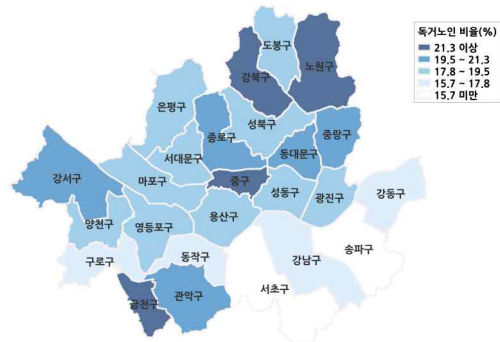 독거노인 비율(%)
21.3 이상
19.5 ~ 21.3
17.8 ~ 19.5
15.7 ~ 17.8
15.7 미만
도봉구
노원구
강북구
은평구
성북구
중랑구
종로구
서대문구
동대문구
강서구
마포구
중구
성동구
광진구
강동구
양천구
영등포구
용산구
송파구
구로구
동작구
강남구
서초구
금천구
관악구